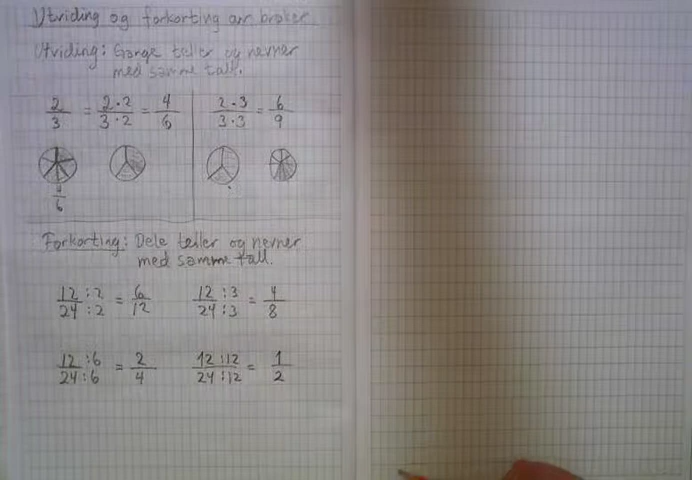 Utviding og forkorting av brøker
Utviding: Gange teller og nevner
med samme tall.
2/3 = 2·2/3·2 = 4/6
2·3/3·3 = 6/9
4/6
Forkorting: Dele teller og nevner
med samme tall.
12:2/24:2 = 6/12
12:3/24:3 = 4/8
12:6/24:6 = 2/4
12:12/24:12 = 1/2